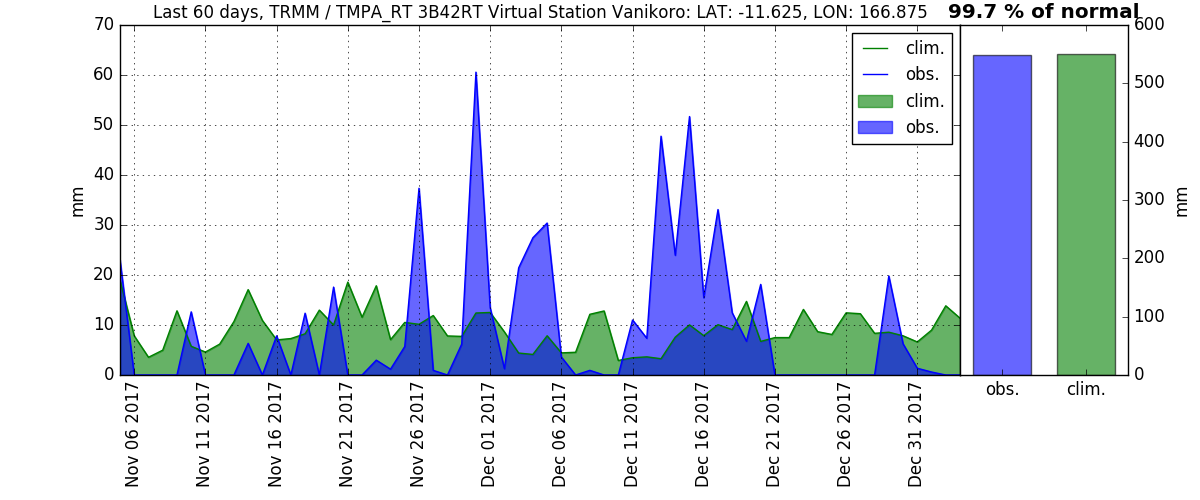 Last 60 days, TRMM / TMPA_RT 3B42RT Virtual Station Vanikoro: LAT: -11.625, LON: 166.875
99.7 % of normal
70
60
50
40
30
20
10
0
mm
clim.
obs.
clim.
obs.
Nov 06 2017
Nov 11 2017
Nov 16 2017
Nov 21 2017
Nov 26 2017
Dec 01 2017
Dec 06 2017
Dec 11 2017
Dec 16 2017
Dec 21 2017
Dec 26 2017
Dec 31 2017
600
500
400
300
200
100
0
mm
obs.
clim.